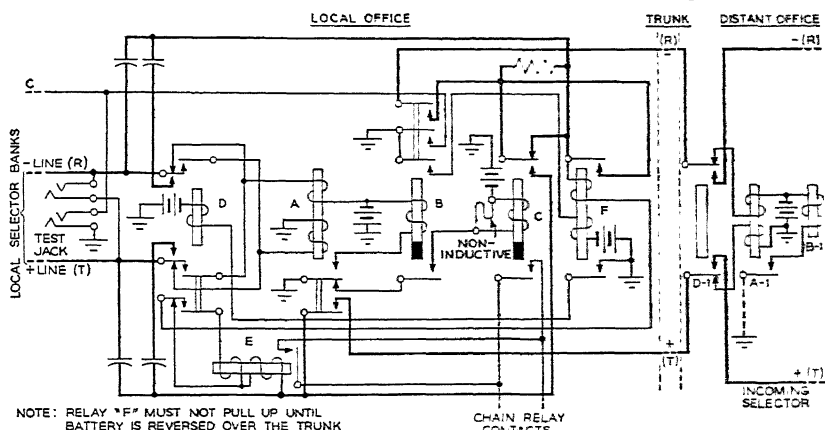 LOCAL OFFICE
TRUNK
DISTANT OFFICE
(R)
-
- (R)
C
- LINE (R)
LOCAL SELECTOR BANKS
TEST
JACK
+ LINE (T)
D
A
B
C
F
NON-
INDUCTIVE
E
D-1
A-1
B-1
+
(T)
+ (T)
INCOMING
SELECTOR
CHAIN RELAY
CONTACTS
NOTE: RELAY "F" MUST NOT PULL UP UNTIL
BATTERY IS REVERSED OVER THE TRUNK